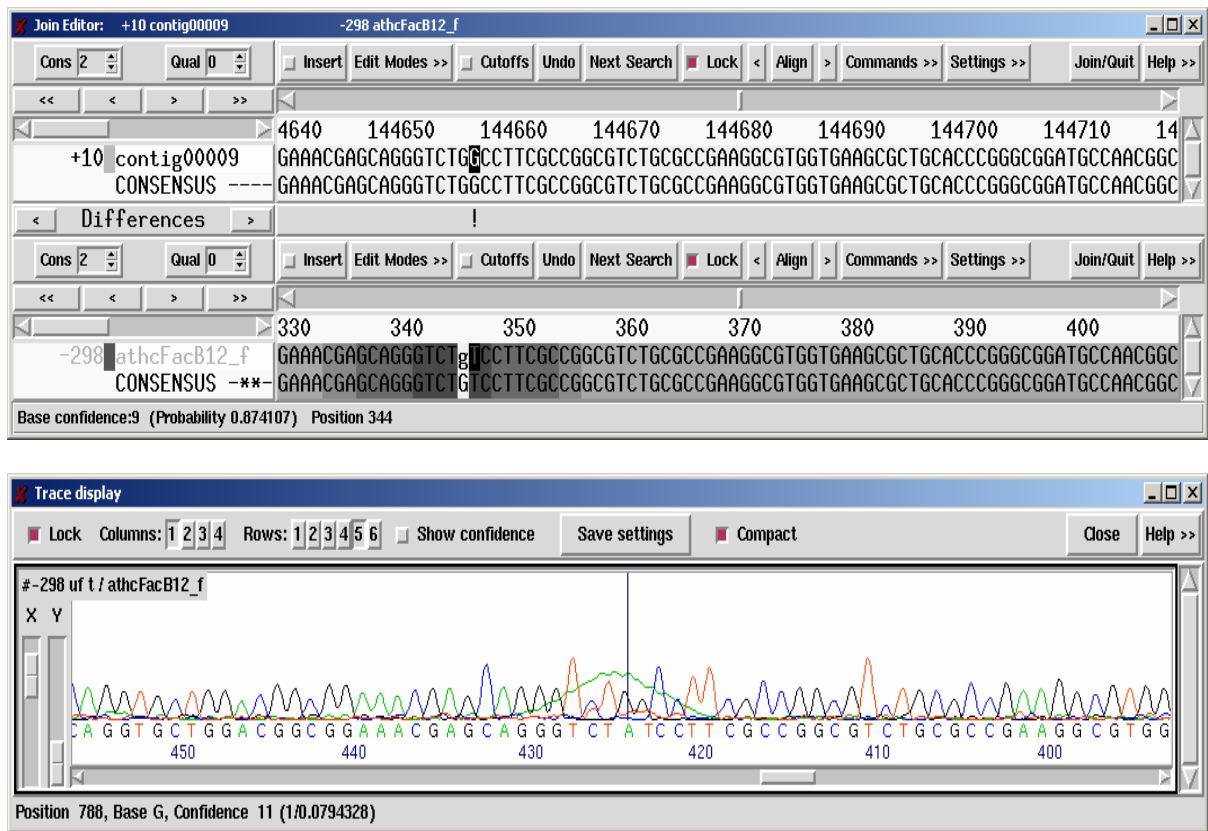 Join Editor: +10 contig00009 -298 athcFacB12_f
Cons 2 Qual 0 Insert Edit Modes >> Cutoffs Undo Next Search Lock < Align > Commands >> Settings >> Join/Quit Help >>
<< < > >>
4640 144650 144660 144670 144680 144690 144700 144710 14
+10 contig00009 GAAACGAGCAGGGTCTGGCCTTCGCCGGCGTCTGCGCCGAAGGCGTGGTGAAGCGCTGCACCCGGGCGGATGCCAACGGC
CONSENSUS ---- GAAACGAGCAGGGTCTGGCCTTCGCCGGCGTCTGCGCCGAAGGCGTGGTGAAGCGCTGCACCCGGGCGGATGCCAACGGC
< Differences > !
Cons 2 Qual 0 Insert Edit Modes >> Cutoffs Undo Next Search Lock < Align > Commands >> Settings >> Join/Quit Help >>
<< < > >>
330 340 350 360 370 380 390 400
-298 athcFacB12_f GAAACGAGCAGGGTCTgTCCTTCGCCGGCGTCTGCGCCGAAGGCGTGGTGAAGCGCTGCACCCGGGCGGATGCCAACGGC
CONSENSUS -**- GAAACGAGCAGGGTCTGTCCTTCGCCGGCGTCTGCGCCGAAGGCGTGGTGAAGCGCTGCACCCGGGCGGATGCCAACGGC
Base confidence:9 (Probability 0.874107) Position 344
Trace display
Lock Columns: 1 2 3 4 Rows: 1 2 3 4 5 6 Show confidence Save settings Compact Close Help >>
#-298 uf t / athcFacB12_f
X Y
C A G G T G C T G G A C G G C G G A A A C G A G C A G G G T C T A T C C T T C G C C G G C G T C T G C G C C G A A G G C G T G G
450 440 430 420 410 400
Position 788, Base G, Confidence 11 (1/0.0794328)